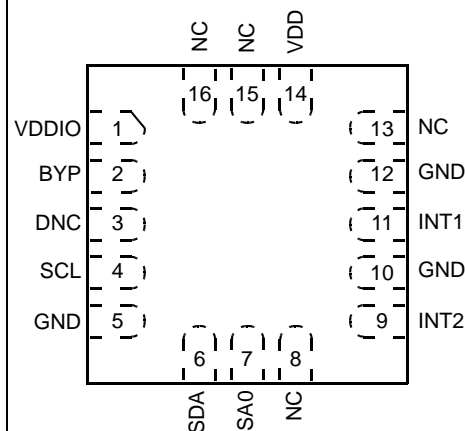 NC NC VDD
16 15 14
VDDIO 1 13 NC
BYP 2 12 GND
DNC 3 11 INT1
SCL 4 10 GND
GND 5 9 INT2
6 7 8
SDA SA0 NC